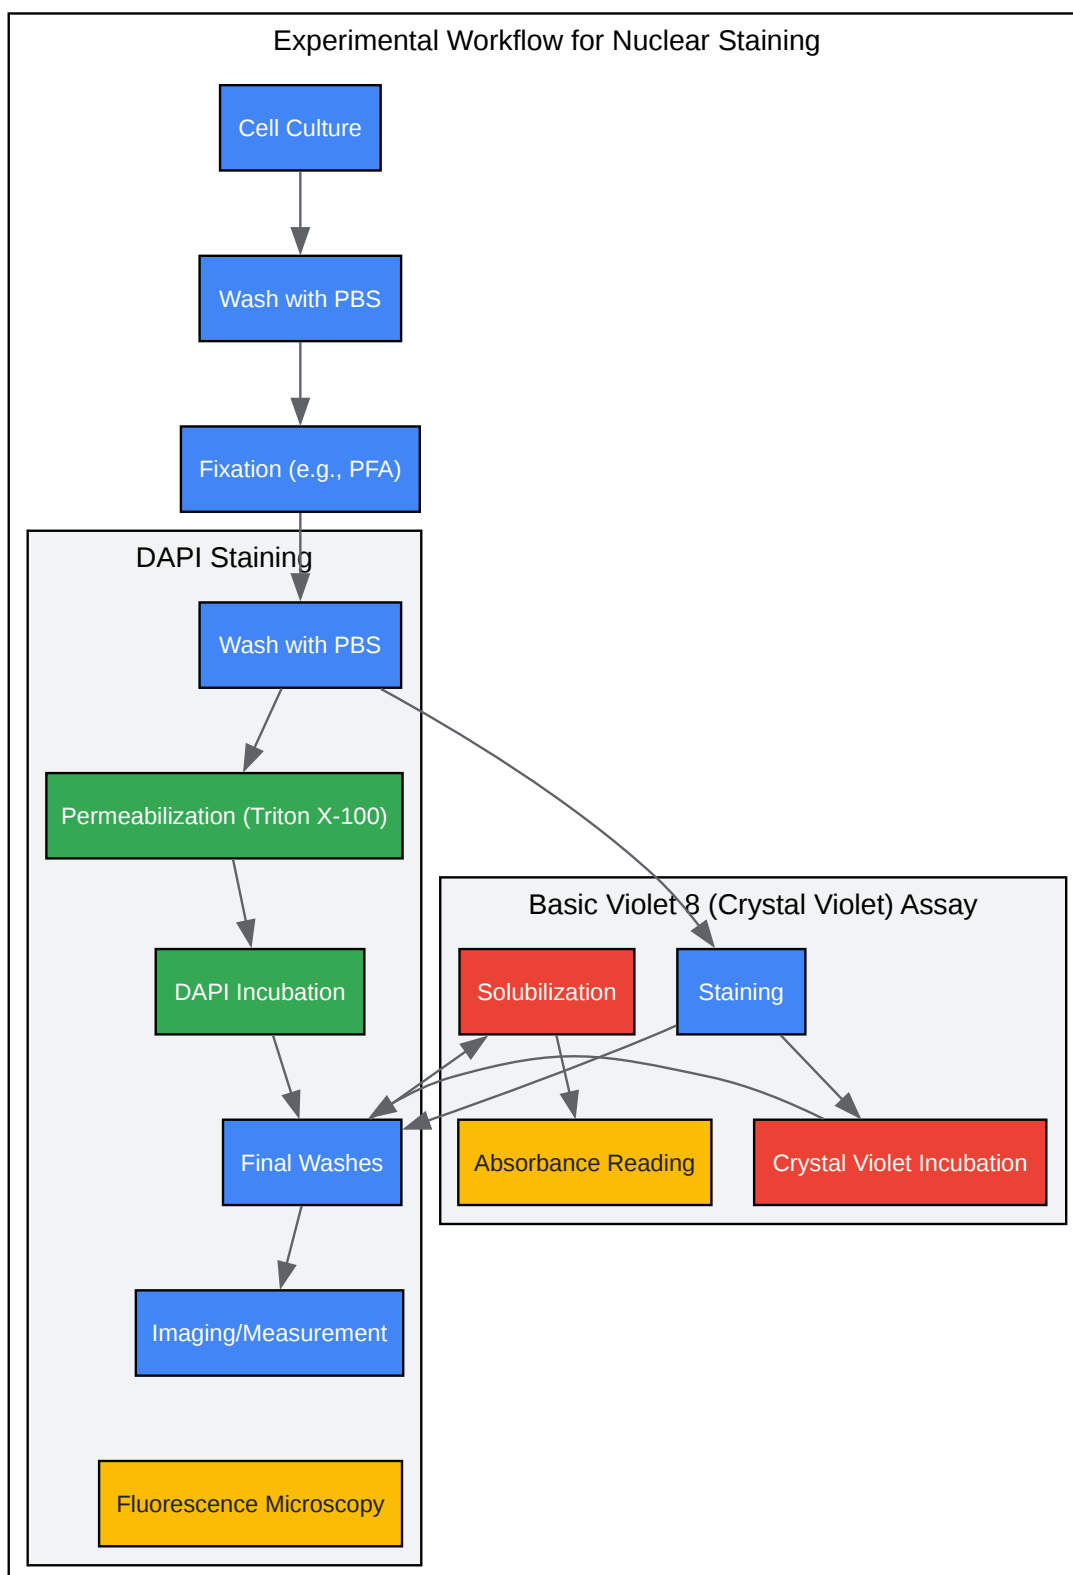 Experimental Workflow for Nuclear Staining
Cell Culture
Wash with PBS
Fixation (e.g., PFA)
DAPI Staining
Wash with PBS
Permeabilization (Triton X-100)
Basic Violet 8 (Crystal Violet) Assay
DAPI Incubation
Solubilization
Staining
Final Washes
Absorbance Reading
Crystal Violet Incubation
Imaging/Measurement
Fluorescence Microscopy